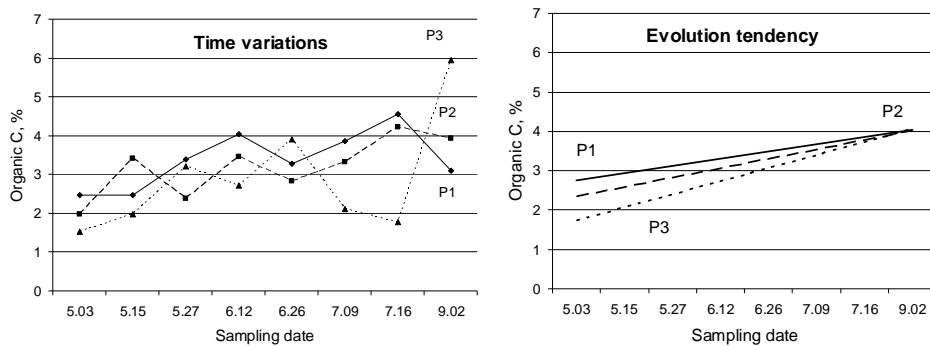 Time variations
P3
P2
P1
Organic C, %
7
6
5
4
3
2
1
0
5.03 5.15 5.27 6.12 6.26 7.09 7.16 9.02
Sampling date
Evolution tendency
P2
P1
P3
Organic C, %
7
6
5
4
3
2
1
0
5.03 5.15 5.27 6.12 6.26 7.09 7.16 9.02
Sampling date